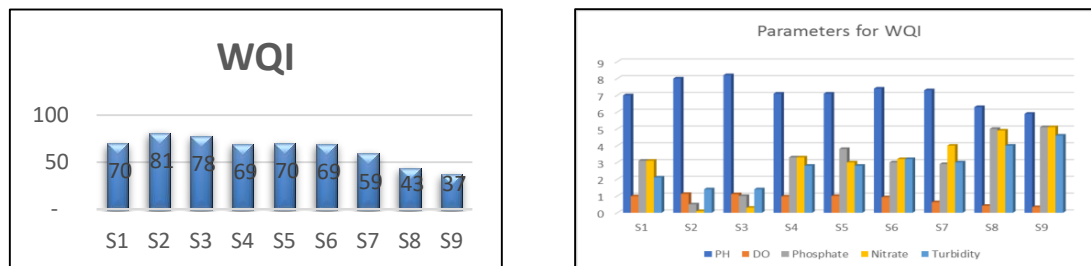 WQI
100
50
-
70 81 78 69 70 69 59 43 37
S1 S2 S3 S4 S5 S6 S7 S8 S9
Parameters for WQI
9
8
7
6
5
4
3
2
1
0
S1 S2 S3 S4 S5 S6 S7 S8 S9
PH DO Phosphate Nitrate Turbidity